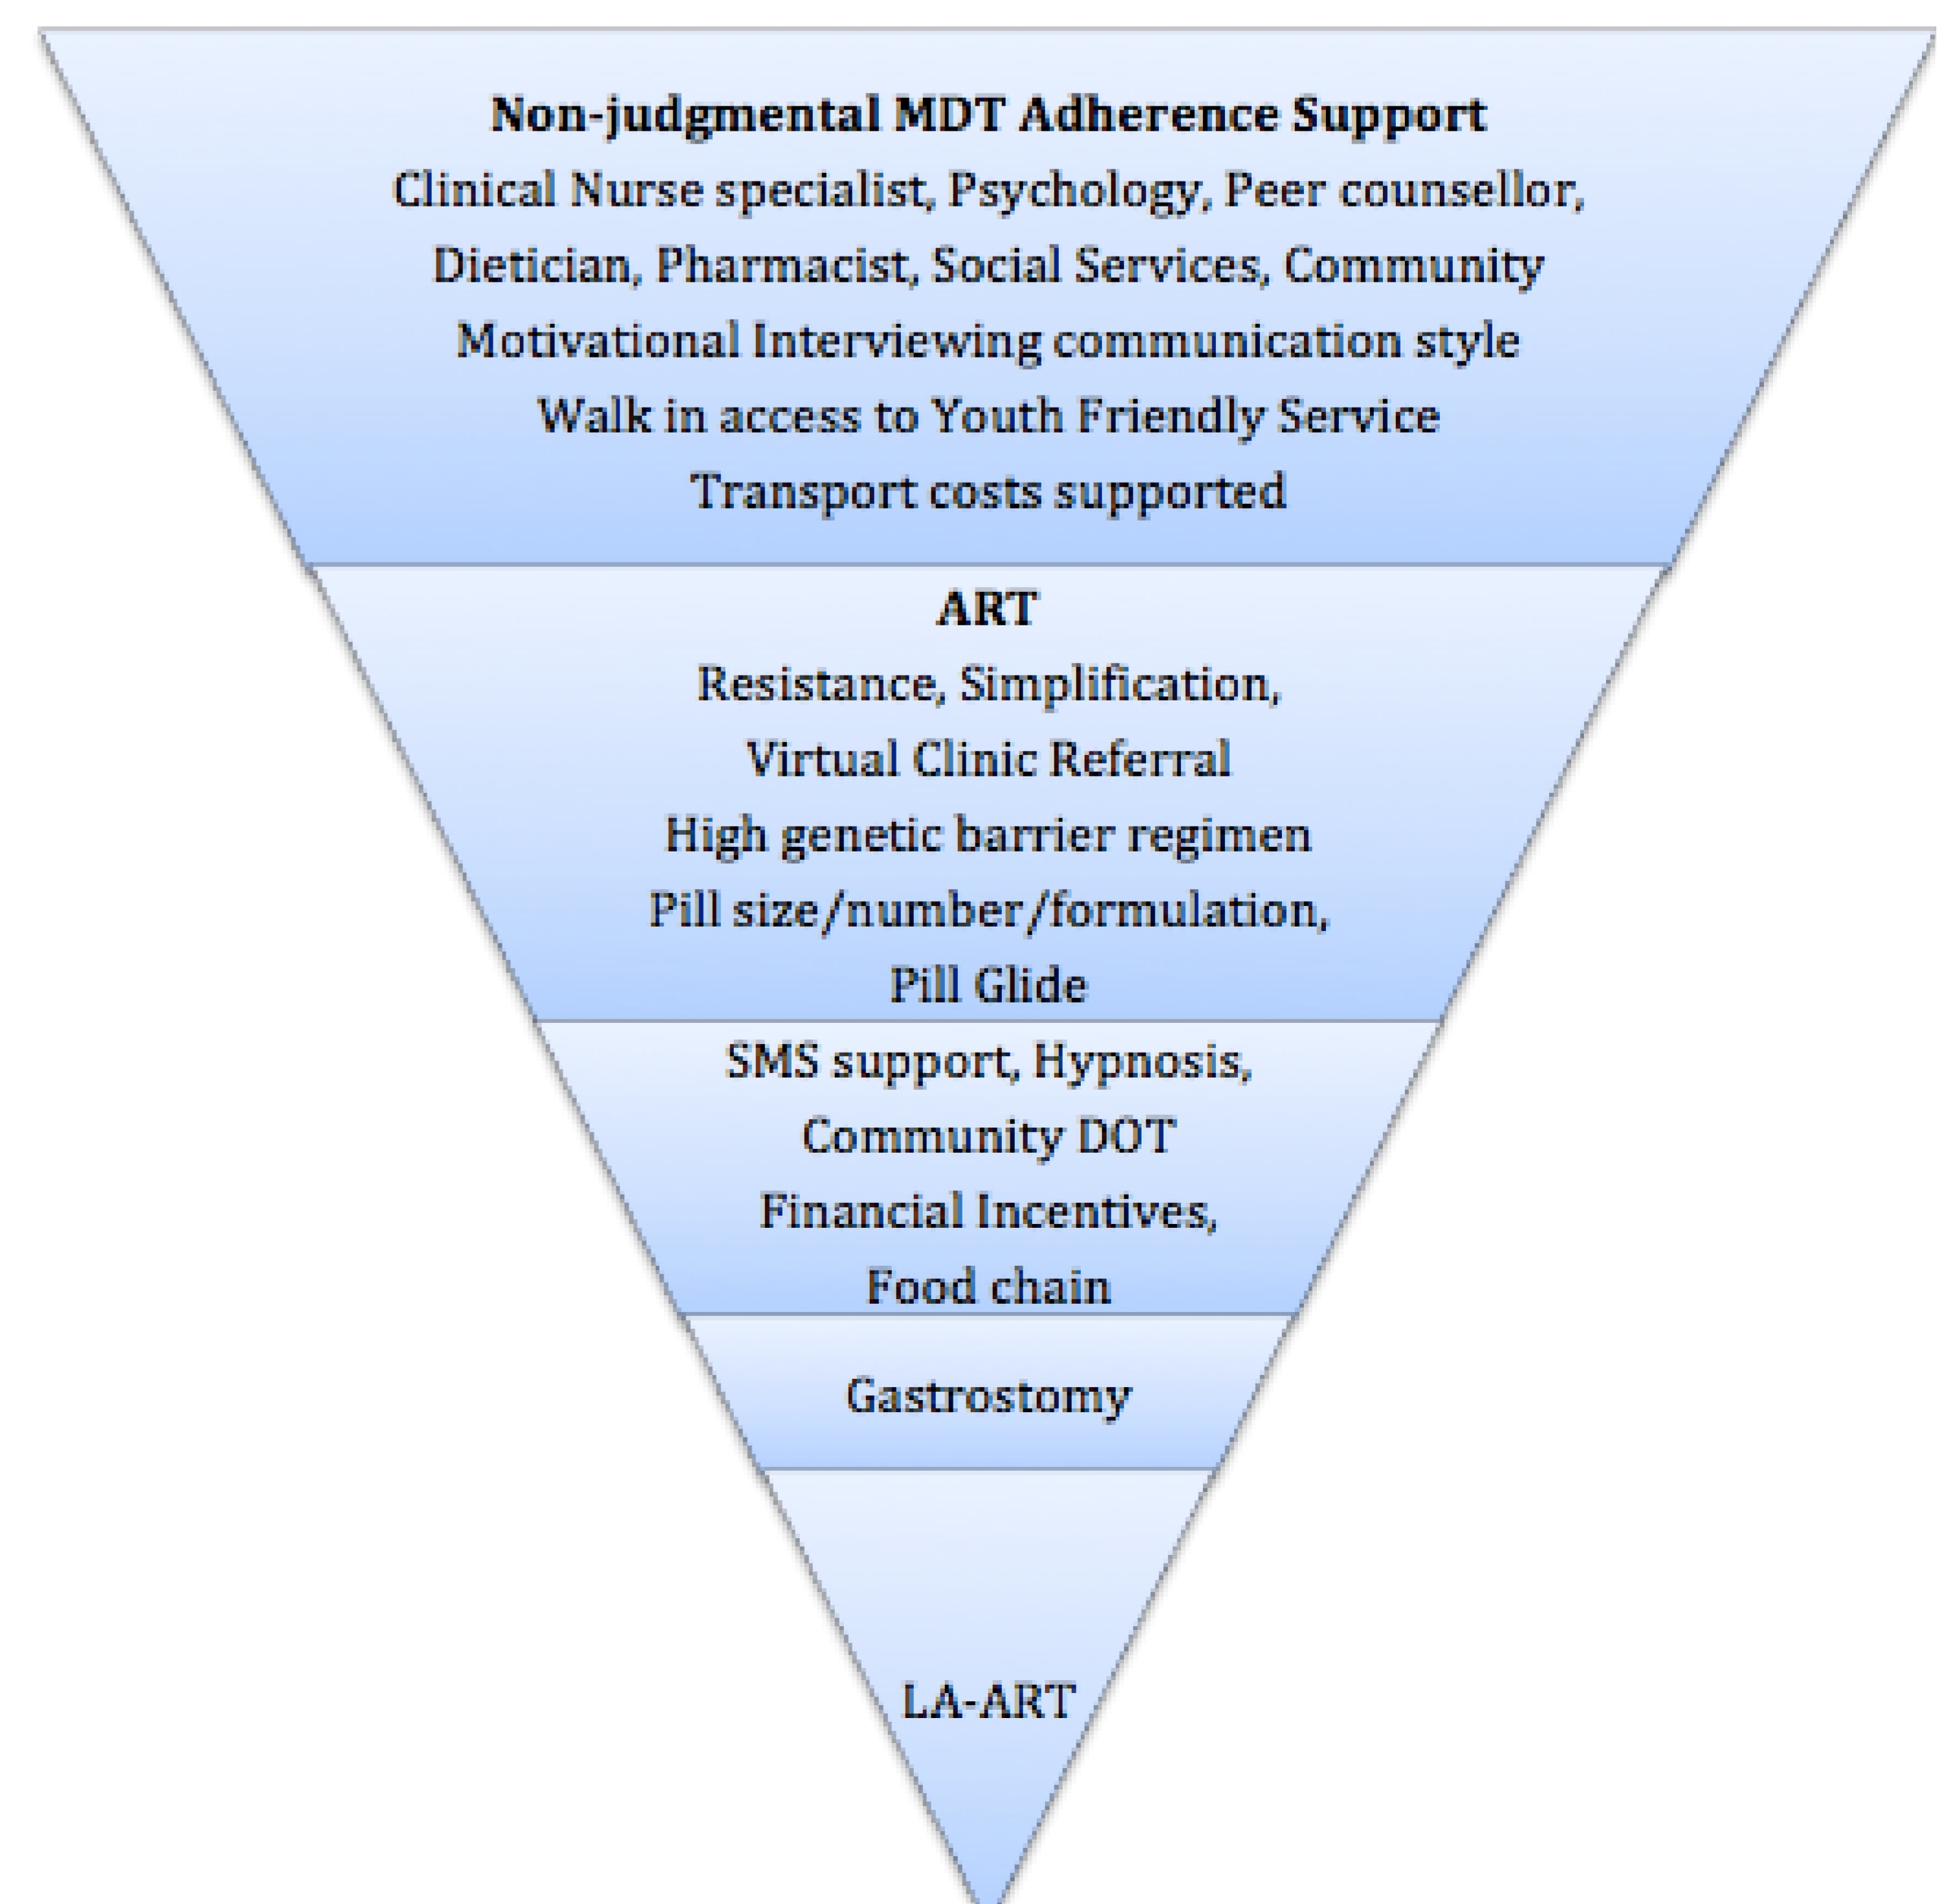 Non-judgmental MDT Adherence Support
Clinical Nurse specialist, Psychology, Peer counsellor,
Dietician, Pharmacist, Social Services, Community
Motivational Interviewing communication style
Walk in access to Youth Friendly Service
Transport costs supported
ART
Resistance, Simplification,
Virtual Clinic Referral
High genetic barrier regimen
Pill size/number/formulation,
Pill Glide
SMS support, Hypnosis,
Community DOT
Financial Incentives,
Food chain
Gastrostomy
LA-ART